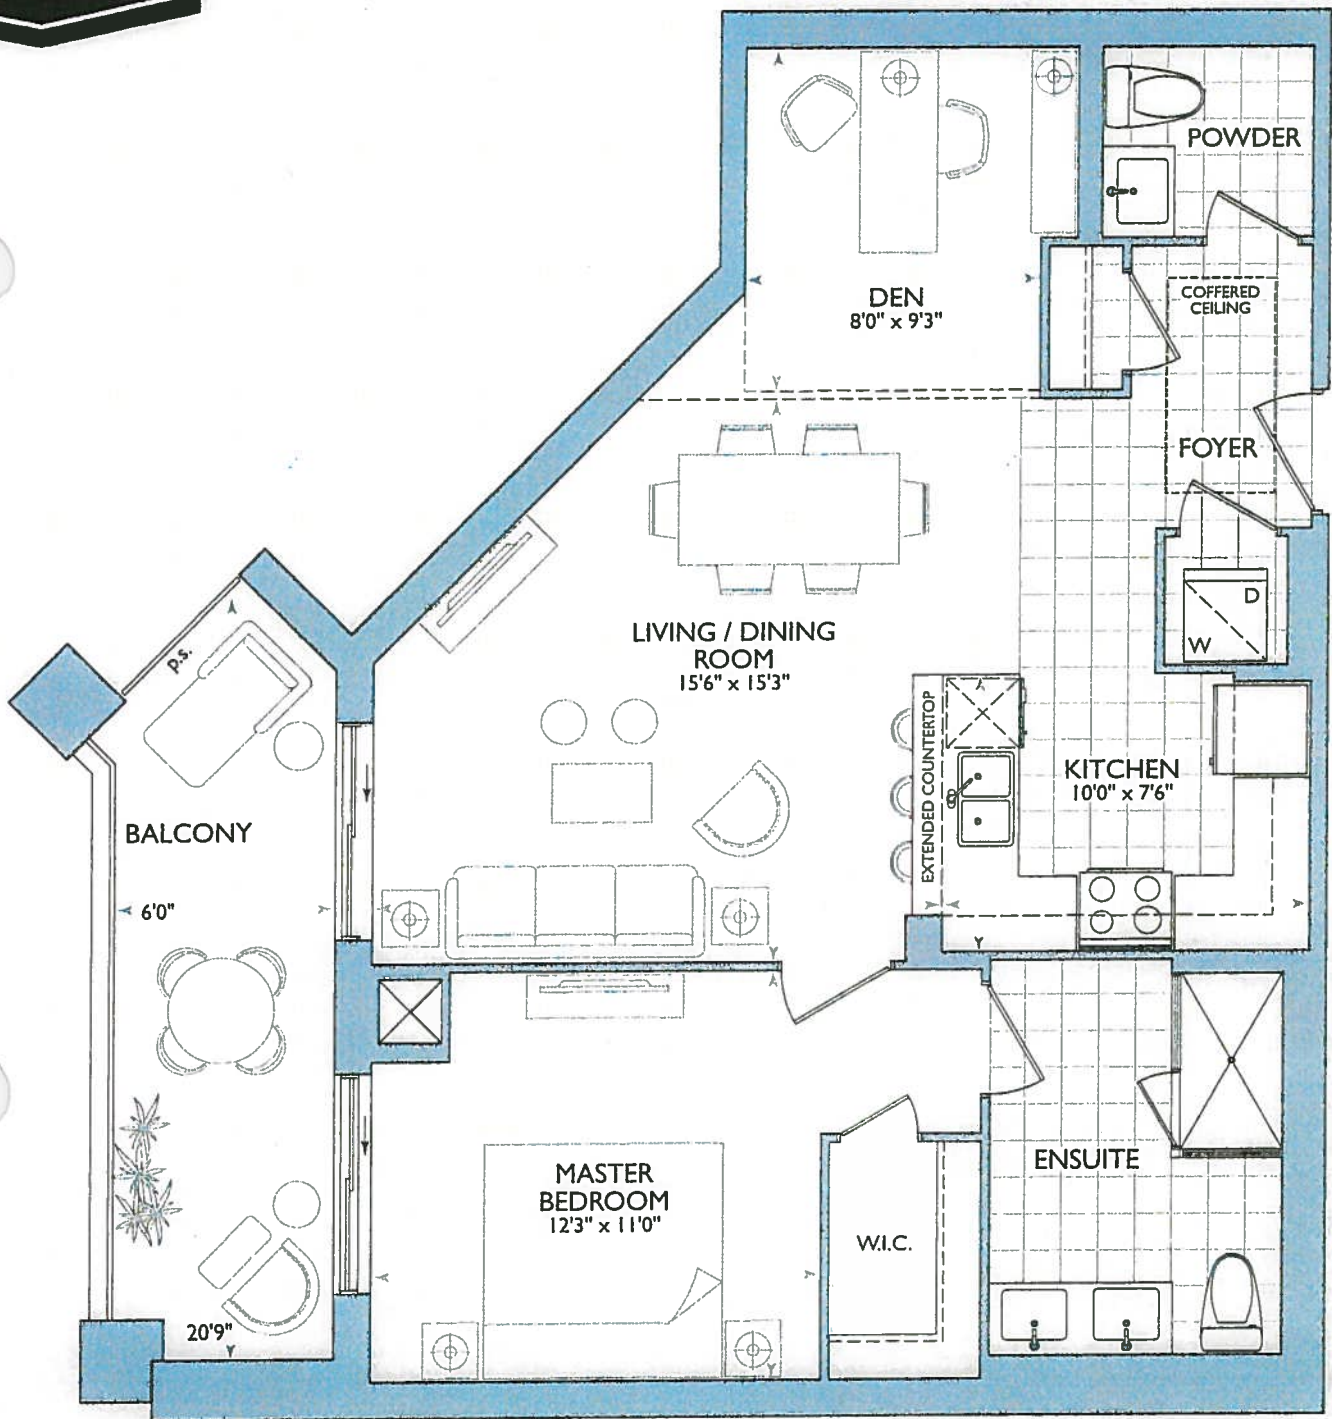 POWDER
COFFERED
CEILING
DEN
8'0" x 9'3"
FOYER
D
W
LIVING / DINING
ROOM
15'6" x 15'3"
p.s.
EXTENDED COUNTERTOP
KITCHEN
10'0" x 7'6"
BALCONY
6'0"
ENSUITE
MASTER
BEDROOM
12'3" x 11'0"
W.I.C.
20'9"